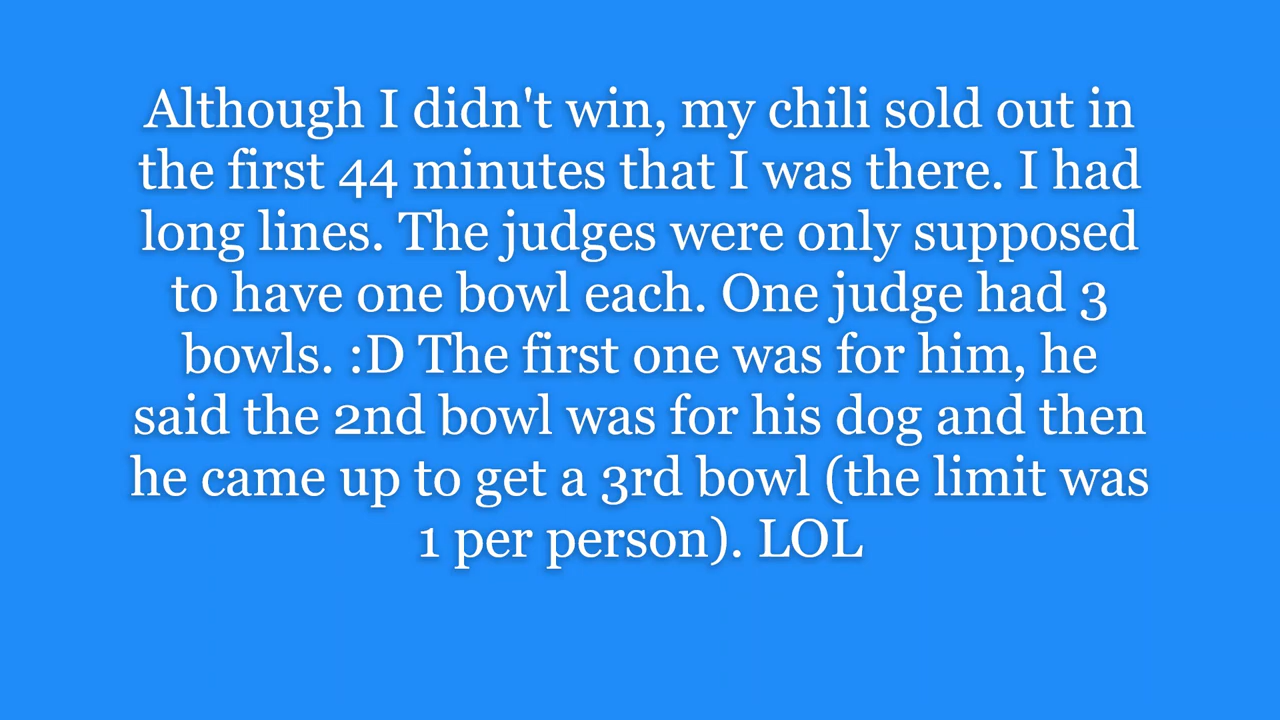 Although I didn't win, my chili sold out in
the first 44 minutes that I was there. I had
long lines. The judges were only supposed
to have one bowl each. One judge had 3
bowls. :D The first one was for him, he
said the 2nd bowl was for his dog and then
he came up to get a 3rd bowl (the limit was
1 per person). LOL